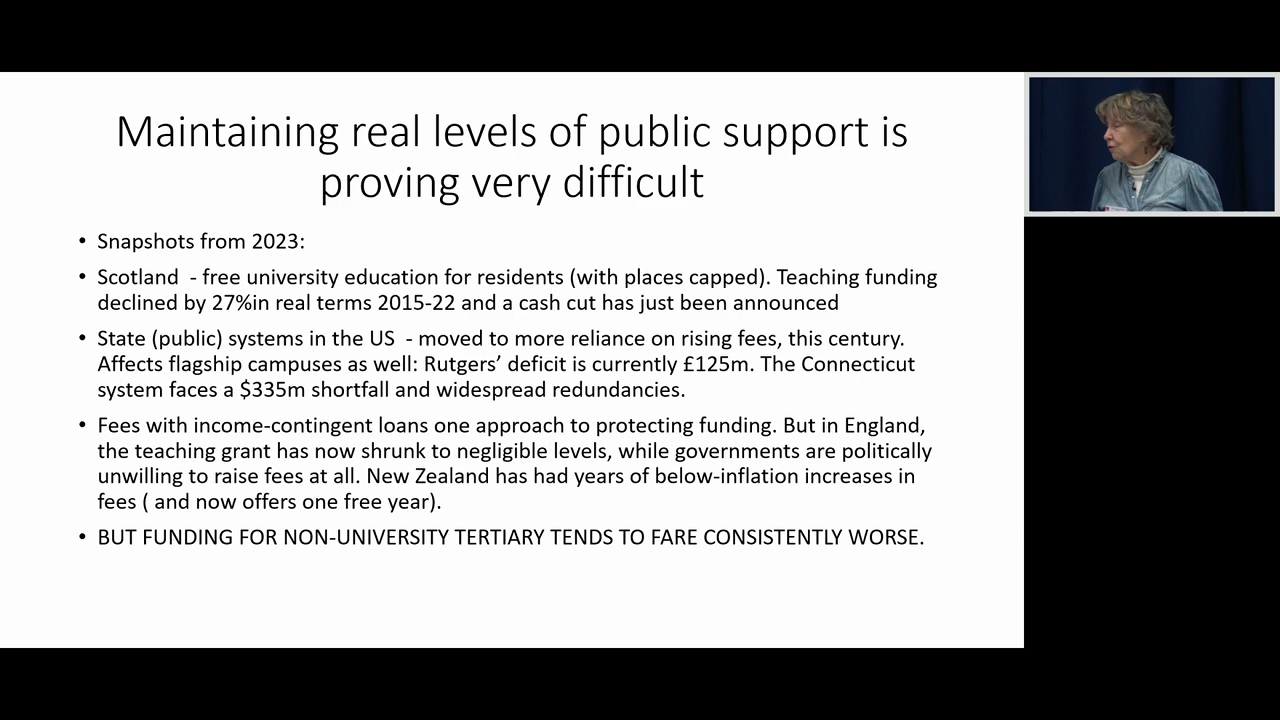 Maintaining real levels of public support is
proving very difficult
• Snapshots from 2023:
• Scotland  - free university education for residents (with places capped). Teaching funding
declined by 27%in real terms 2015-22 and a cash cut has just been announced
• State (public) systems in the US  - moved to more reliance on rising fees, this century.
Affects flagship campuses as well: Rutgers’ deficit is currently £125m. The Connecticut
system faces a $335m shortfall and widespread redundancies.
• Fees with income-contingent loans one approach to protecting funding. But in England,
the teaching grant has now shrunk to negligible levels, while governments are politically
unwilling to raise fees at all. New Zealand has had years of below-inflation increases in
fees ( and now offers one free year).
• BUT FUNDING FOR NON-UNIVERSITY TERTIARY TENDS TO FARE CONSISTENTLY WORSE.